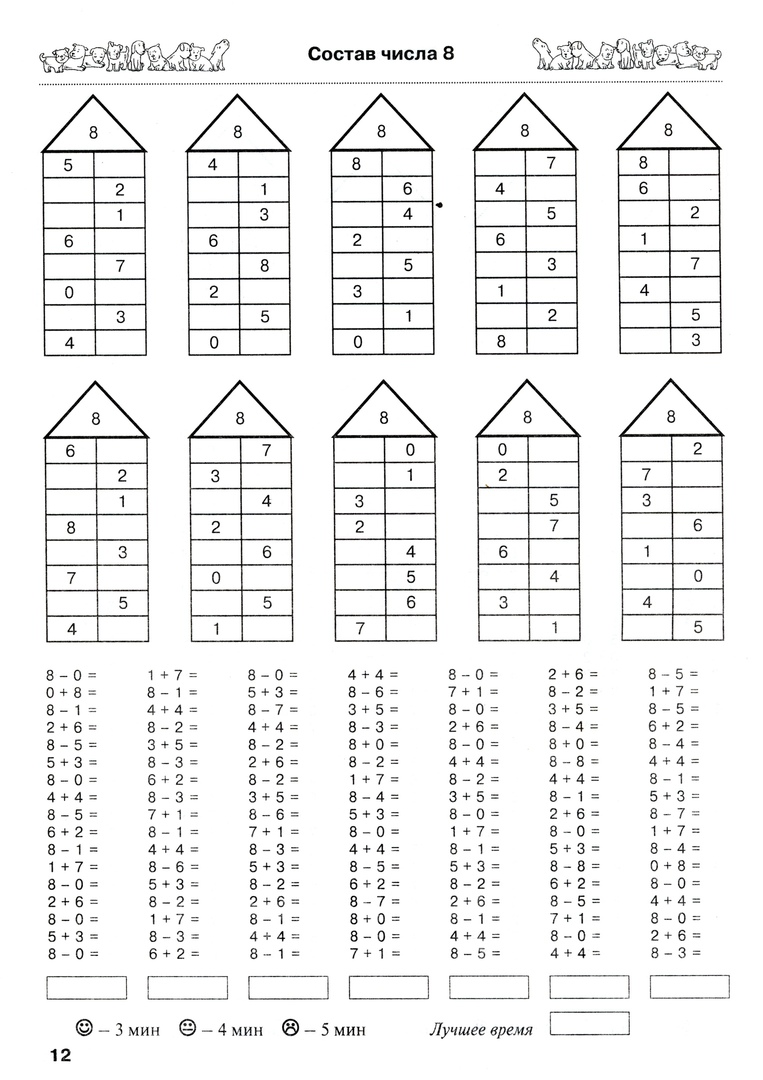 Состав числа 8
8 8 8 8 8
5 4 8 7 8
2 1 6 4 6
1 3 4 5 2
6 6 2 6 1
7 8 5 3 7
0 2 3 1 4
3 5 1 2 5
4 0 0 8 3
8 8 8 8 8
6 7 0 0 2
2 3 1 2 7
1 4 3 5 3
8 2 2 7 6
3 6 4 6 1
7 0 5 4 0
5 5 6 3 4
4 1 7 1 5
8 – 0 = 1 + 7 = 8 – 0 = 4 + 4 = 8 – 0 = 2 + 6 = 8 – 5 =
0 + 8 = 8 – 1 = 5 + 3 = 8 – 6 = 7 + 1 = 8 – 2 = 1 + 7 =
8 – 1 = 4 + 4 = 8 – 7 = 3 + 5 = 8 – 0 = 3 + 5 = 8 – 5 =
2 + 6 = 8 – 2 = 4 + 4 = 8 – 3 = 2 + 6 = 8 – 4 = 6 + 2 =
8 – 5 = 3 + 5 = 8 – 2 = 8 + 0 = 8 – 0 = 8 + 0 = 8 – 4 =
5 + 3 = 8 – 3 = 2 + 6 = 8 – 2 = 4 + 4 = 8 – 8 = 4 + 4 =
8 – 0 = 6 + 2 = 8 – 2 = 1 + 7 = 8 – 2 = 4 + 4 = 8 – 1 =
4 + 4 = 8 – 3 = 3 + 5 = 8 – 4 = 3 + 5 = 8 – 1 = 5 + 3 =
8 – 5 = 7 + 1 = 8 – 6 = 5 + 3 = 8 – 0 = 2 + 6 = 8 – 7 =
6 + 2 = 8 – 1 = 7 + 1 = 8 – 0 = 1 + 7 = 8 – 0 = 1 + 7 =
8 – 1 = 4 + 4 = 8 – 3 = 4 + 4 = 8 – 1 = 5 + 3 = 8 – 4 =
1 + 7 = 8 – 6 = 5 + 3 = 8 – 5 = 5 + 3 = 8 – 8 = 0 + 8 =
8 – 0 = 5 + 3 = 8 – 2 = 6 + 2 = 8 – 2 = 6 + 2 = 8 – 0 =
2 + 6 = 8 – 2 = 2 + 6 = 8 – 7 = 2 + 6 = 8 – 5 = 4 + 4 =
8 – 0 = 1 + 7 = 8 – 1 = 8 + 0 = 8 – 1 = 7 + 1 = 8 – 0 =
5 + 3 = 8 – 3 = 4 + 4 = 8 – 0 = 4 + 4 = 8 – 0 = 2 + 6 =
8 – 0 = 6 + 2 = 8 – 1 = 7 + 1 = 8 – 5 = 4 + 4 = 8 – 3 =
– 3 мин – 4 мин – 5 мин Лучшее время
12